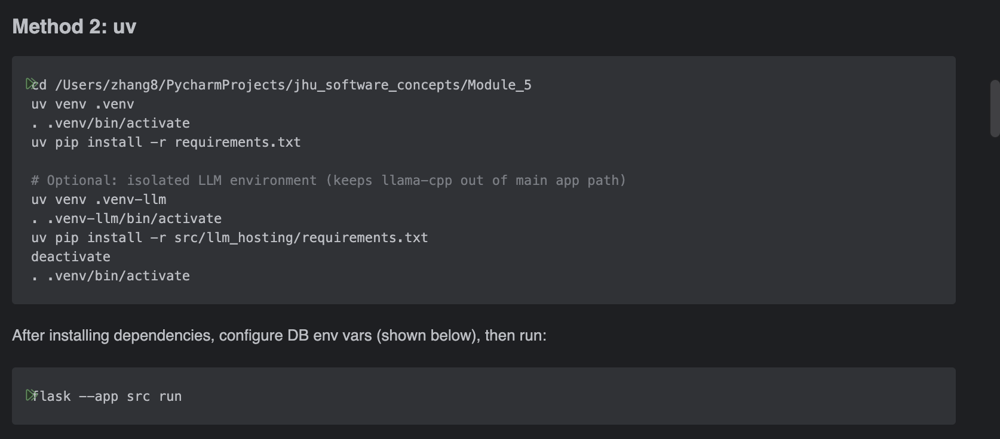 Method 2: uv
cd /Users/zhang8/PycharmProjects/jhu_software_concepts/Module_5
uv venv .venv
. .venv/bin/activate
uv pip install -r requirements.txt
# Optional: isolated LLM environment (keeps llama-cpp out of main app path)
uv venv .venv-llm
. .venv-llm/bin/activate
uv pip install -r src/llm_hosting/requirements.txt
deactivate
. .venv/bin/activate
After installing dependencies, configure DB env vars (shown below), then run:
flask --app src run